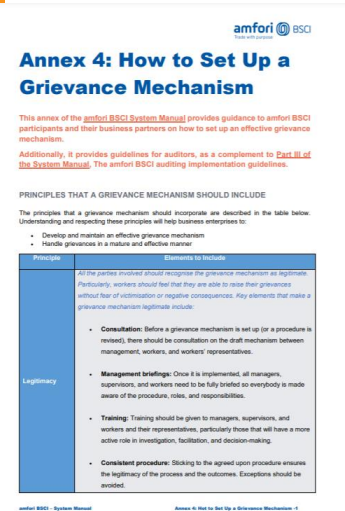 amfori BSCI
Trade with purpose
Annex 4: How to Set Up a
Grievance Mechanism
This annex of the amfori BSCI System Manual provides guidance to amfori BSCI
participants and their business partners on how to set up an effective grievance
mechanism.
Additionally, it provides guidelines for auditors, as a complement to Part III of
the System Manual, The amfori BSCI auditing implementation guidelines.
PRINCIPLES THAT A GRIEVANCE MECHANISM SHOULD INCLUDE
The principles that a grievance mechanism should incorporate are described in the table below.
Understanding and respecting these principles will help business enterprises to:
• Develop and maintain an effective grievance mechanism
• Handle grievances in a mature and effective manner
Principle Elements to Include
All the parties involved should recognise the grievance mechanism as legitimate.
Particularly, workers should feel that they are able to raise their grievances
without fear of victimisation or negative consequences. Key elements that make a
grievance mechanism legitimate include:
• Consultation: Before a grievance mechanism is set up (or a procedure is
revised), there should be consultation on the draft mechanism between
management, workers, and workers' representatives.
• Management briefings: Once it is implemented, all managers,
supervisors, and workers need to be fully briefed so everybody is made
aware of the procedure, roles, and responsibilities.
Legitimacy
• Training: Training should be given to managers, supervisors, and
workers and their representatives, particularly those that will have a more
active role in investigation, facilitation, and decision-making.
• Consistent procedure: Sticking to the agreed upon procedure ensures
the legitimacy of the process and the outcomes. Exceptions should be
avoided.
amfori BSCI - System Manual Annex 4: Hot to Set Up a Grievance Mechanism -1